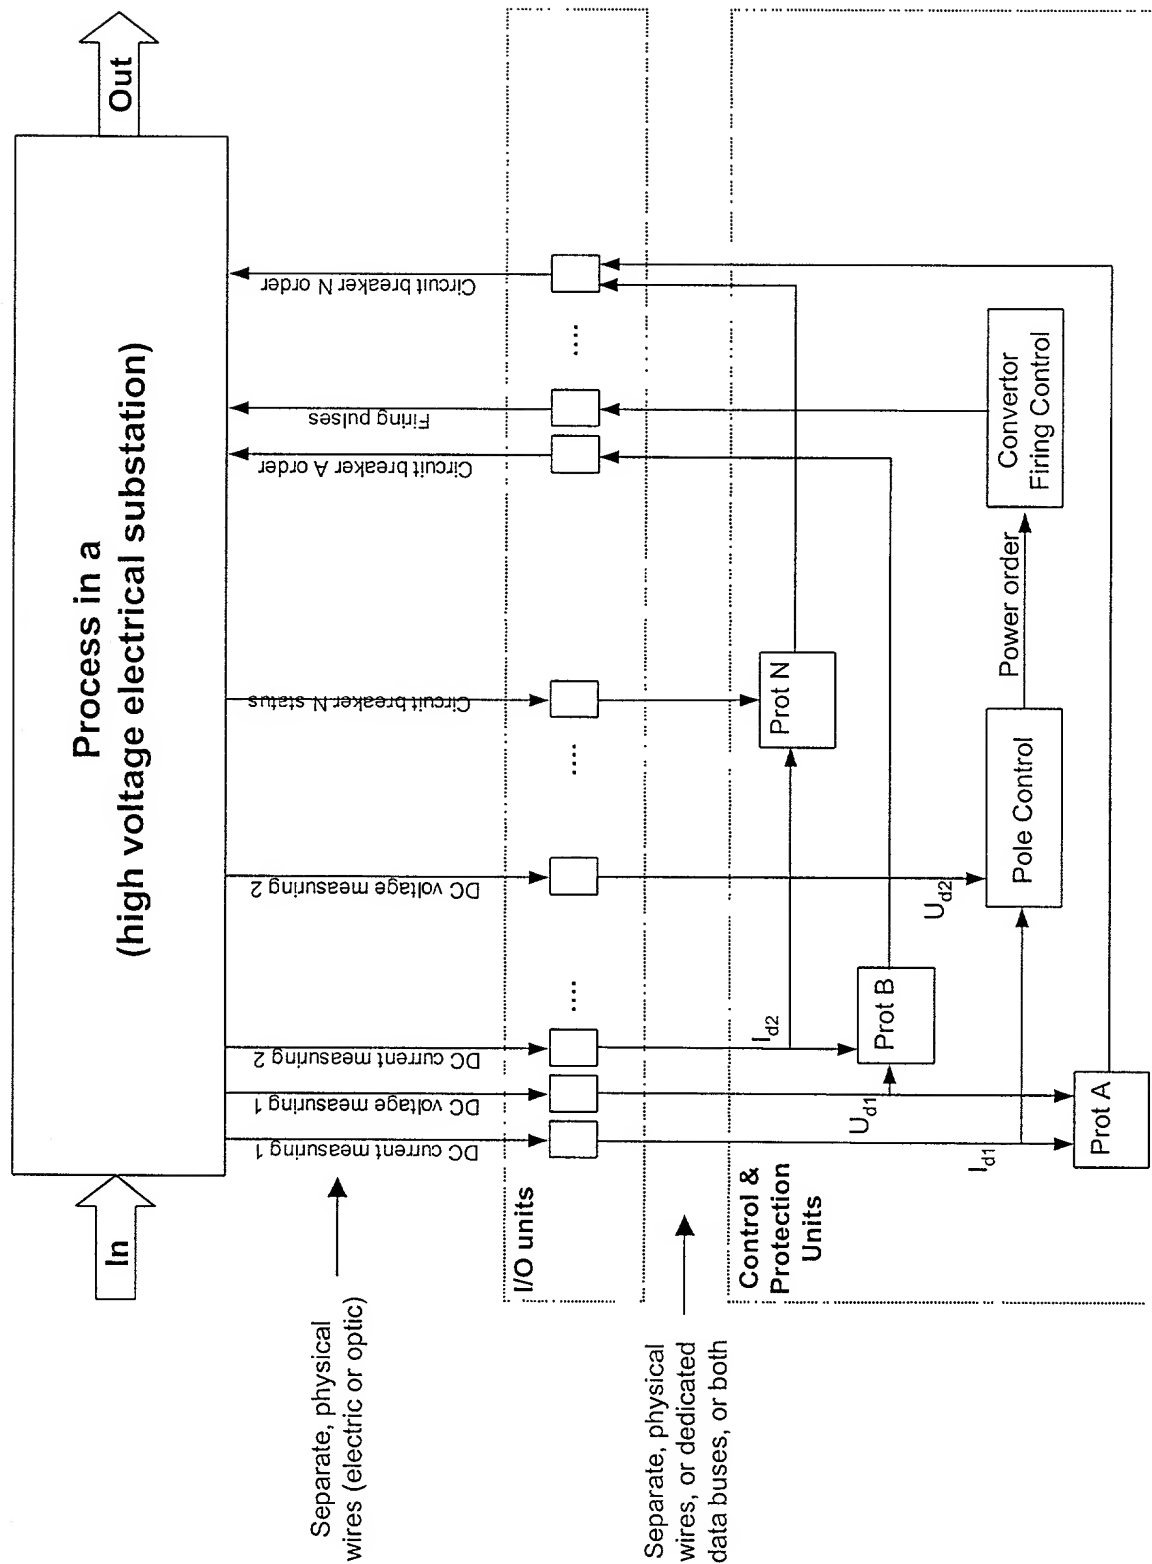 In
Process in a
(high voltage electrical substation)
Out
Separate, physical
wires (electric or optic)
DC current measuring 1
DC voltage measuring 1
DC current measuring 2
DC voltage measuring 2
Circuit breaker N status
Circuit breaker A order
Firing pulses
Circuit breaker N order
I/O units
....
....
....
Separate, physical
wires, or dedicated
data buses, or both
Control &
Protection
Units
Id1
Ud1
Id2
Ud2
Prot N
Prot B
Pole Control
Power order
Convertor
Firing Control
Prot A